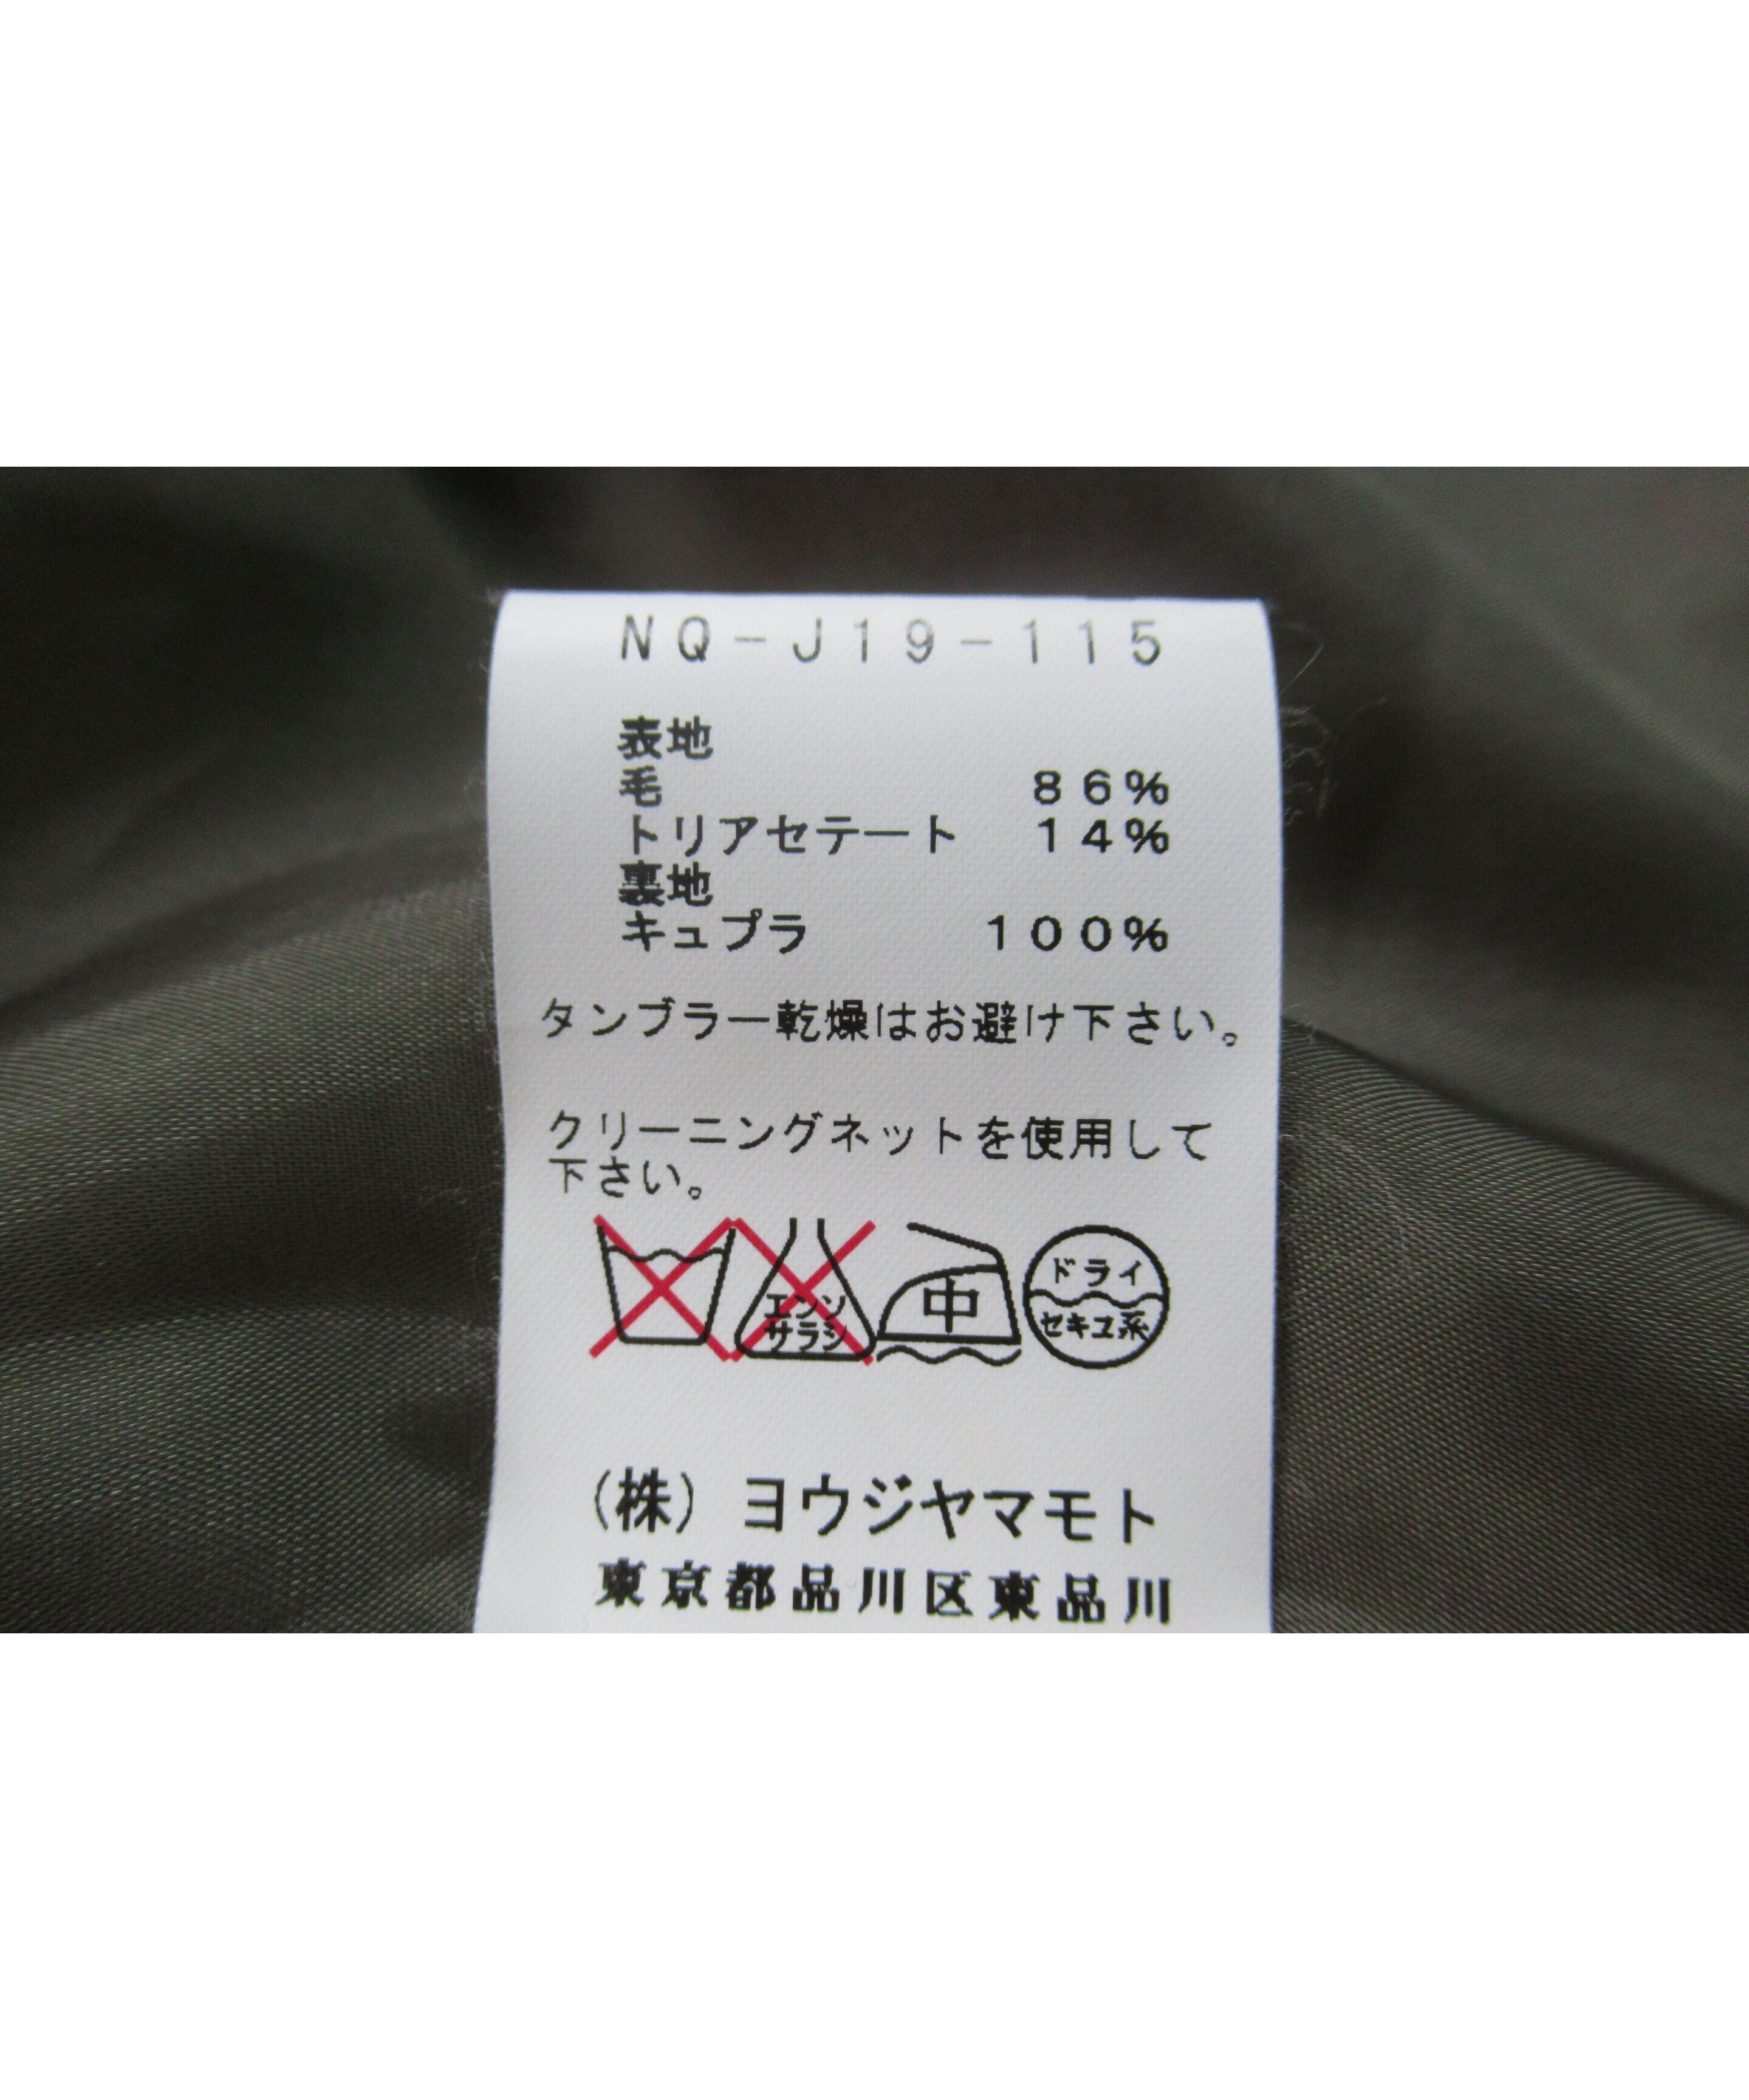 NQ-J19-115
表地
毛 86%
トリアセテート 14%
裏地
キュプラ 100%
タンブラー乾燥はお避け下さい。
クリーニングネットを使用して
下さい。
エンソ
サラシ
中
ドライ
セキユ系
(株) ヨウジヤマモト
東京都品川区東品川